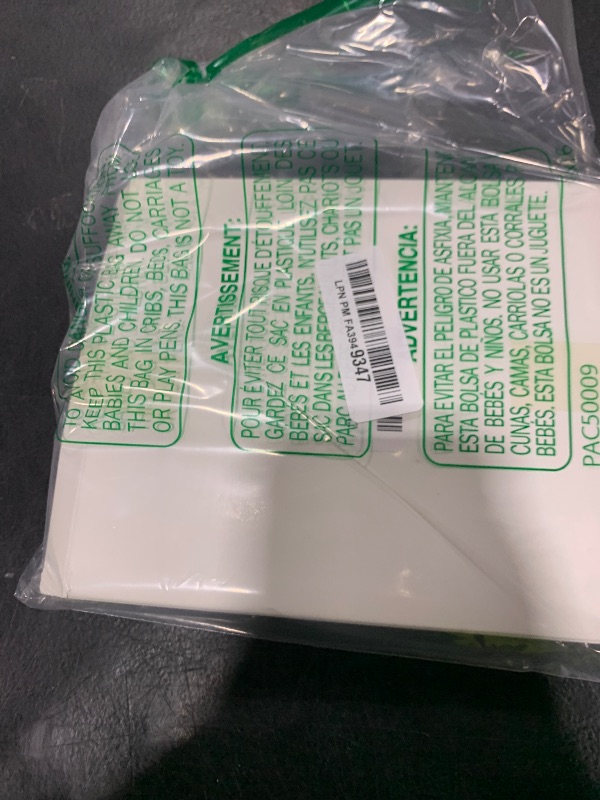 KEEP THIS PLASTIC BAG AWAY
BABIES AND CHILDREN. DO NOT
THIS BAG IN CRIBS, BEDS, CARRIAGES
OR PLAY PENS. THIS BAG IS NOT A TOY.
AVERTISSEMENT:
POUR ÉVITER TOUT RISQUE D'ÉTOUFFEMENT
GARDEZ CE SAC EN PLASTIQUE LOIN DES
BÉBÉS ET LES ENFANTS. N'UTILISEZ PAS CE
SAC DANS LES
PAS UN JOUET
LPN PM FA3949347
ADVERTENCIA:
PARA EVITAR EL PELIGRO DE ASFIXIA, MANTEN
ESTA BOLSA DE PLASTICO FUERA DEL
DE BEBES Y NIÑOS. NO USAR ESTA BOLSA
CUNAS, CAMAS, CARRIOLAS O CORRALES
BEBES. ESTA BOLSA NO ES UN JUGUETE.
PAC50009